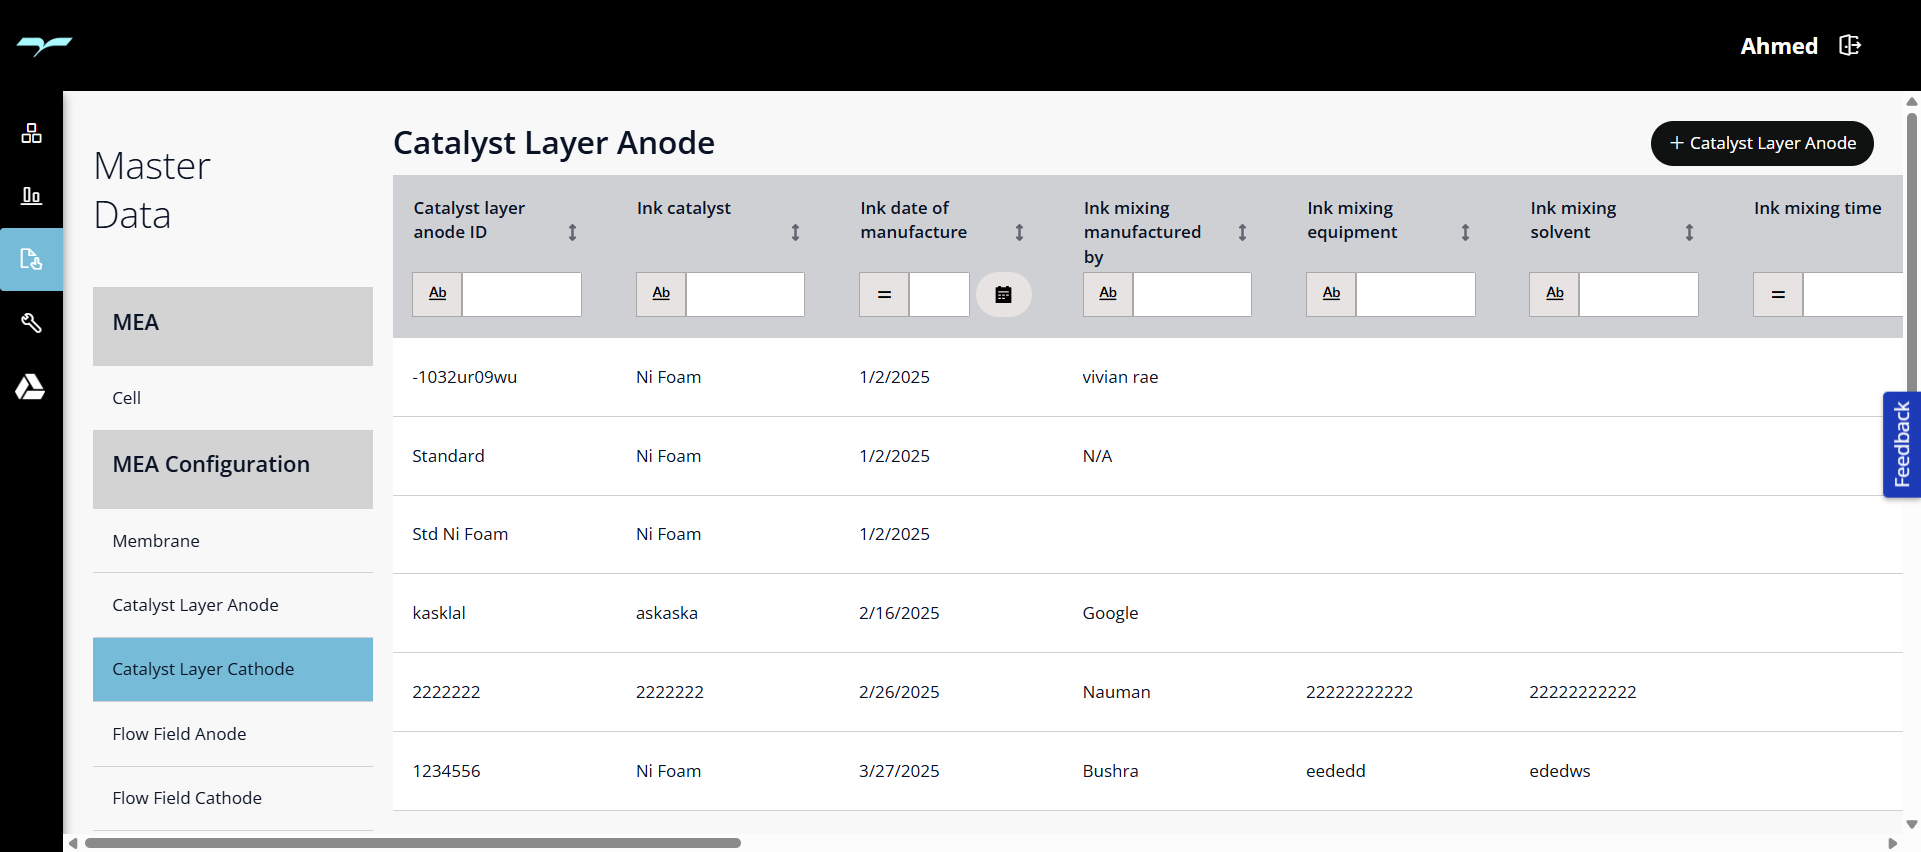 Ahmed
Master
Data
MEA
Cell
MEA Configuration
Membrane
Catalyst Layer Anode
Catalyst Layer Cathode
Flow Field Anode
Flow Field Cathode
Catalyst Layer Anode
+ Catalyst Layer Anode
Catalyst layer anode ID Ink catalyst Ink date of manufacture Ink mixing manufactured by Ink mixing equipment Ink mixing solvent Ink mixing time
Ab Ab = Ab Ab Ab =
-1032ur09wu Ni Foam 1/2/2025 vivian rae
Standard Ni Foam 1/2/2025 N/A
Std Ni Foam Ni Foam 1/2/2025
kasklal askaska 2/16/2025 Google
2222222 2222222 2/26/2025 Nauman 22222222222 22222222222
1234556 Ni Foam 3/27/2025 Bushra eededd ededws
Feedback